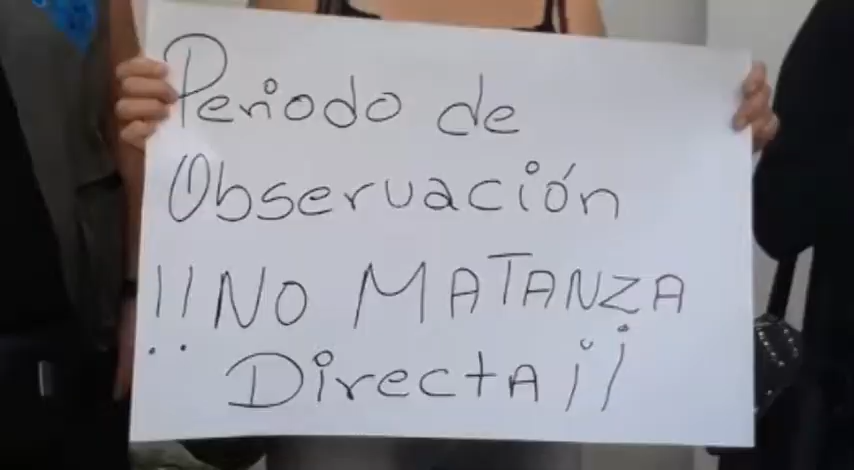 Periodo de
Observación
!!NO MATANZA
Directa¡¡